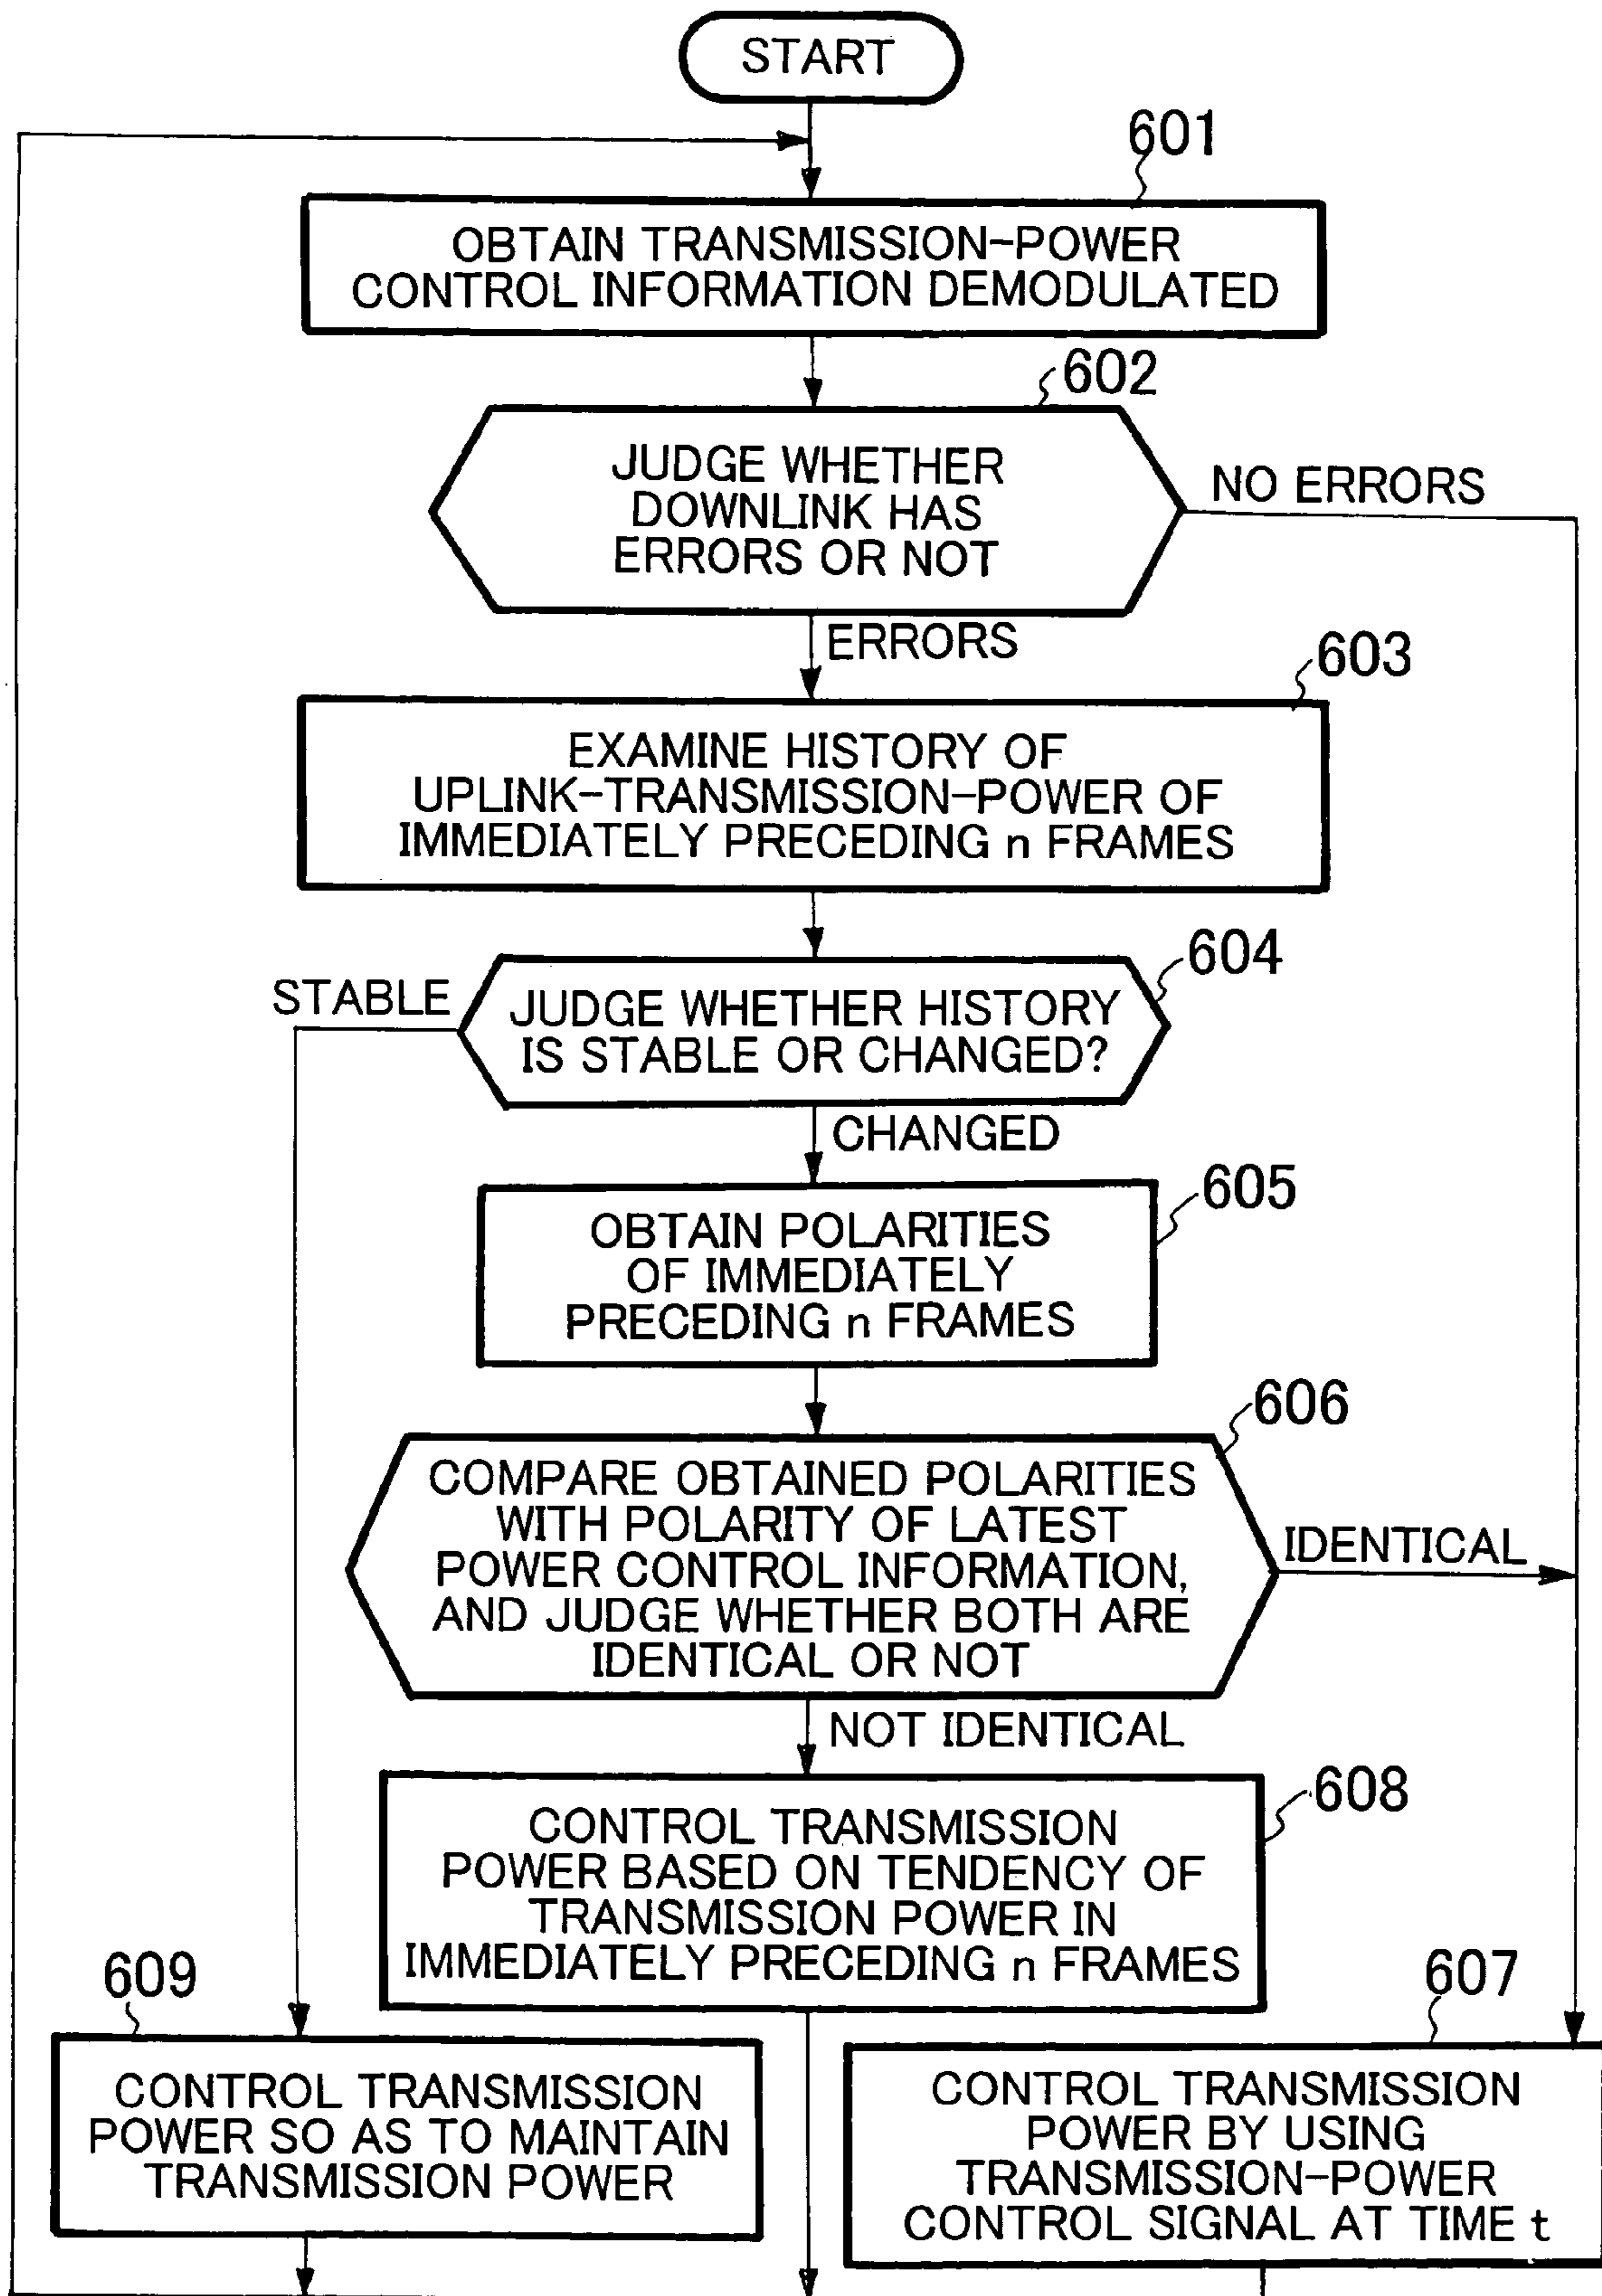 START
601
OBTAIN TRANSMISSION-POWER
CONTROL INFORMATION DEMODULATED
602
JUDGE WHETHER
DOWNLINK HAS
ERRORS OR NOT
NO ERRORS
ERRORS
603
EXAMINE HISTORY OF
UPLINK-TRANSMISSION-POWER OF
IMMEDIATELY PRECEDING n FRAMES
604
STABLE
JUDGE WHETHER HISTORY
IS STABLE OR CHANGED?
CHANGED
605
OBTAIN POLARITIES
OF IMMEDIATELY
PRECEDING n FRAMES
606
COMPARE OBTAINED POLARITIES
WITH POLARITY OF LATEST
POWER CONTROL INFORMATION,
AND JUDGE WHETHER BOTH ARE
IDENTICAL OR NOT
IDENTICAL
NOT IDENTICAL
608
CONTROL TRANSMISSION
POWER BASED ON TENDENCY OF
TRANSMISSION POWER IN
IMMEDIATELY PRECEDING n FRAMES
609
CONTROL TRANSMISSION
POWER SO AS TO MAINTAIN
TRANSMISSION POWER
607
CONTROL TRANSMISSION
POWER BY USING
TRANSMISSION-POWER
CONTROL SIGNAL AT TIME t